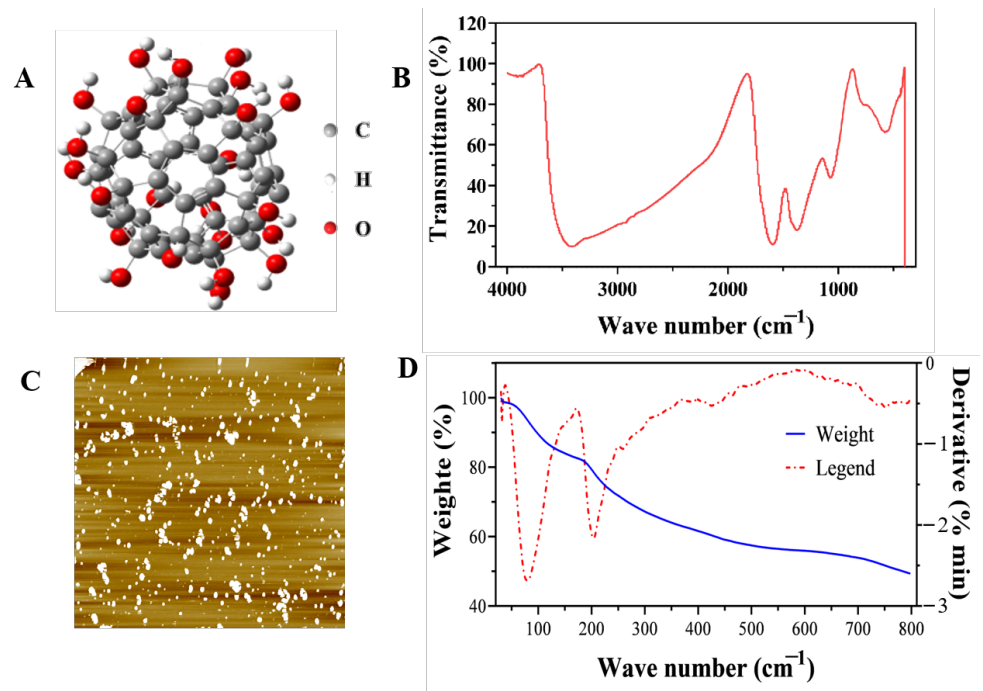 A
C
H
O
B
Transmittance (%)
120
100
80
60
40
20
0
4000
3000
2000
1000
Wave number (cm⁻¹)
C
D
Weighte (%)
100
80
60
40
Weight
Legend
0
−1
−2
−3
Derivative (% min)
100
200
300
400
500
600
700
800
Wave number (cm⁻¹)